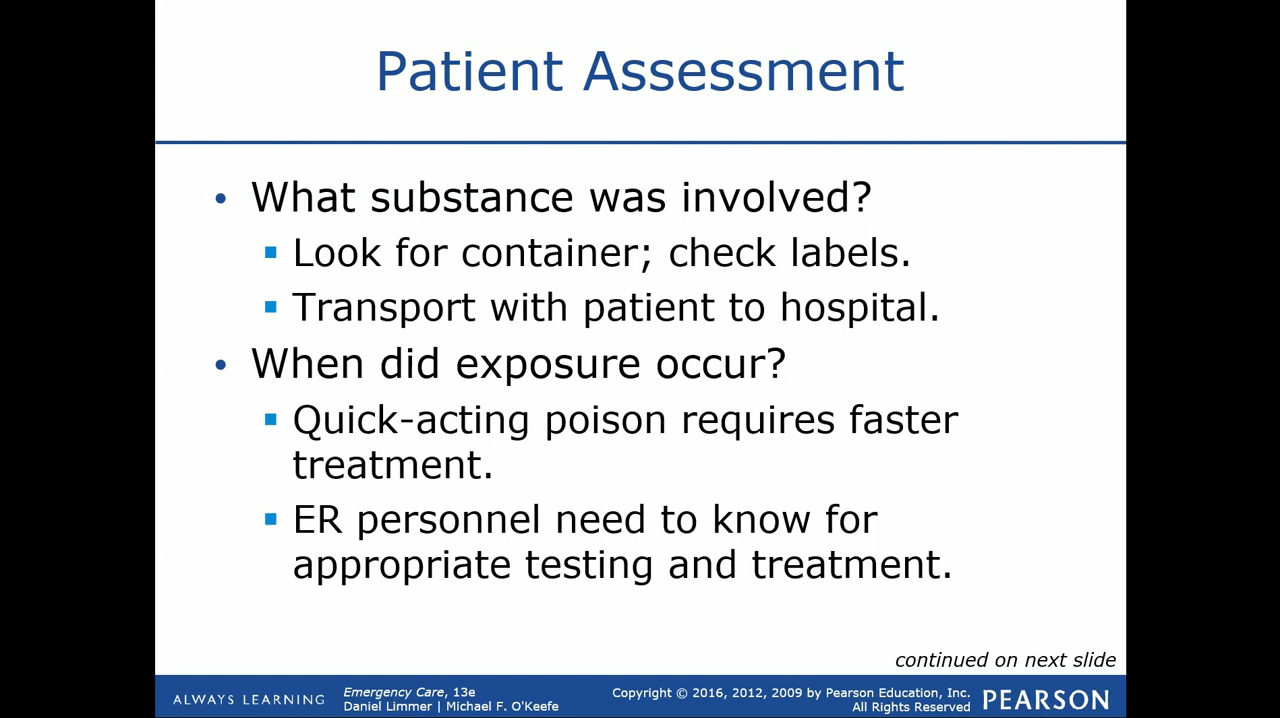 Patient Assessment
• What substance was involved?
▪ Look for container; check labels.
▪ Transport with patient to hospital.
• When did exposure occur?
▪ Quick-acting poison requires faster
treatment.
▪ ER personnel need to know for
appropriate testing and treatment.
continued on next slide
ALWAYS LEARNING
Emergency Care, 13e
Daniel Limmer | Michael F. O'Keefe
Copyright © 2016, 2012, 2009 by Pearson Education, Inc.
All Rights Reserved
PEARSON